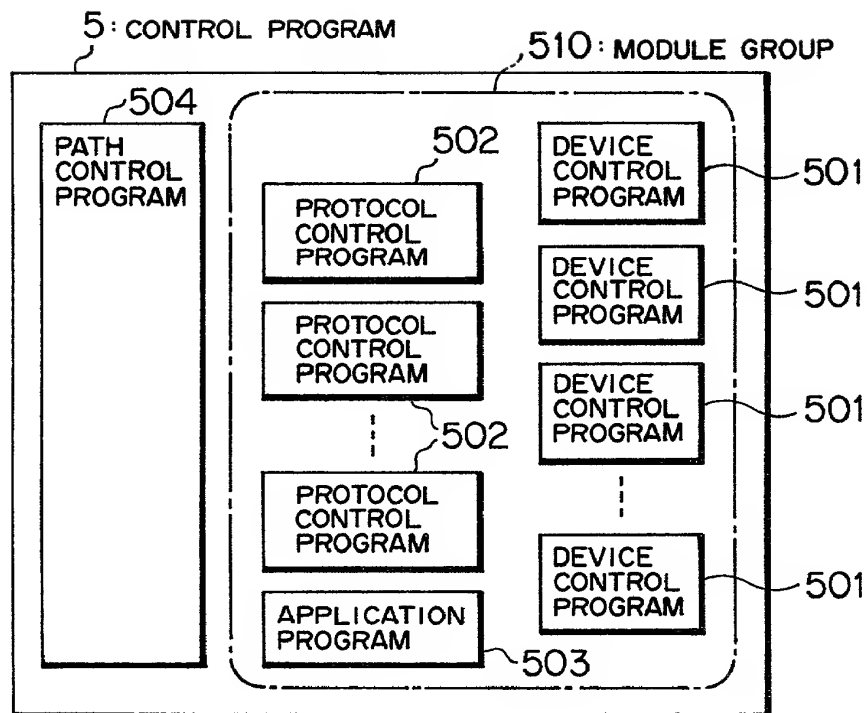 5: CONTROL PROGRAM
510: MODULE GROUP
504
PATH
CONTROL
PROGRAM
502
PROTOCOL
CONTROL
PROGRAM
PROTOCOL
CONTROL
PROGRAM
502
PROTOCOL
CONTROL
PROGRAM
APPLICATION
PROGRAM
503
DEVICE
CONTROL
PROGRAM
501
DEVICE
CONTROL
PROGRAM
501
DEVICE
CONTROL
PROGRAM
501
DEVICE
CONTROL
PROGRAM
501